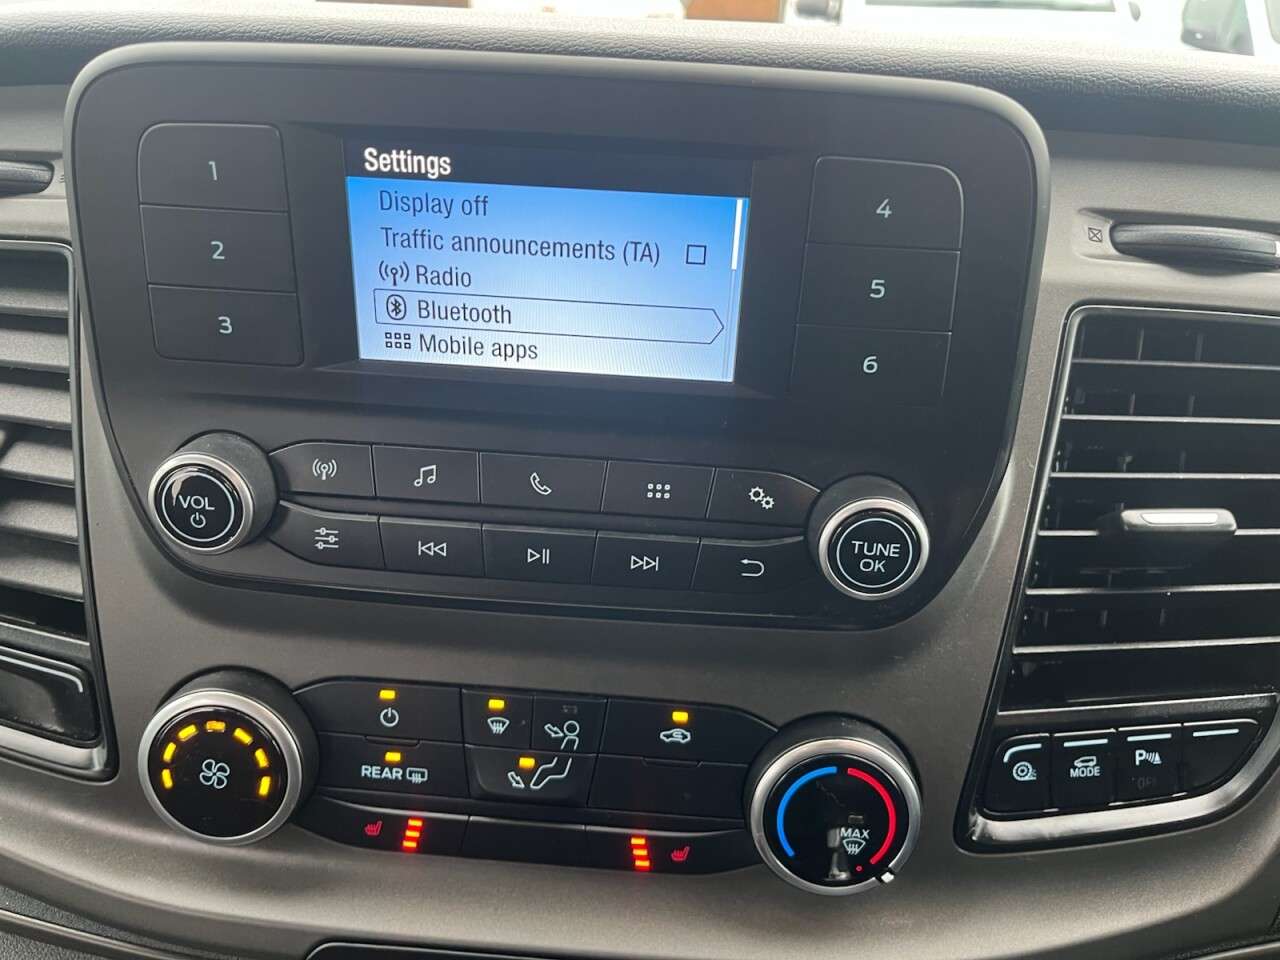 Settings
Display off
Traffic announcements (TA)
Radio
Bluetooth
Mobile apps
1
2
3
4
5
6
VOL
TUNE
OK
REAR
MAX
MODE
P
OFF